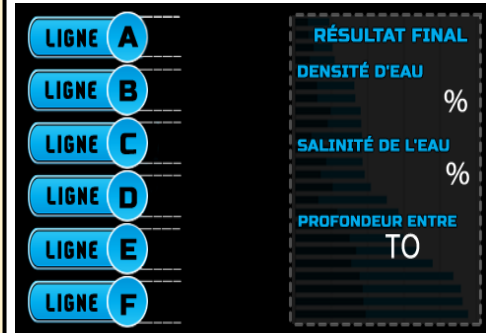 LIGNE A
LIGNE B
LIGNE C
LIGNE D
LIGNE E
LIGNE F
RÉSULTAT FINAL
DENSITÉ D'EAU
%
SALINITÉ DE L'EAU
%
PROFONDEUR ENTRE
TO